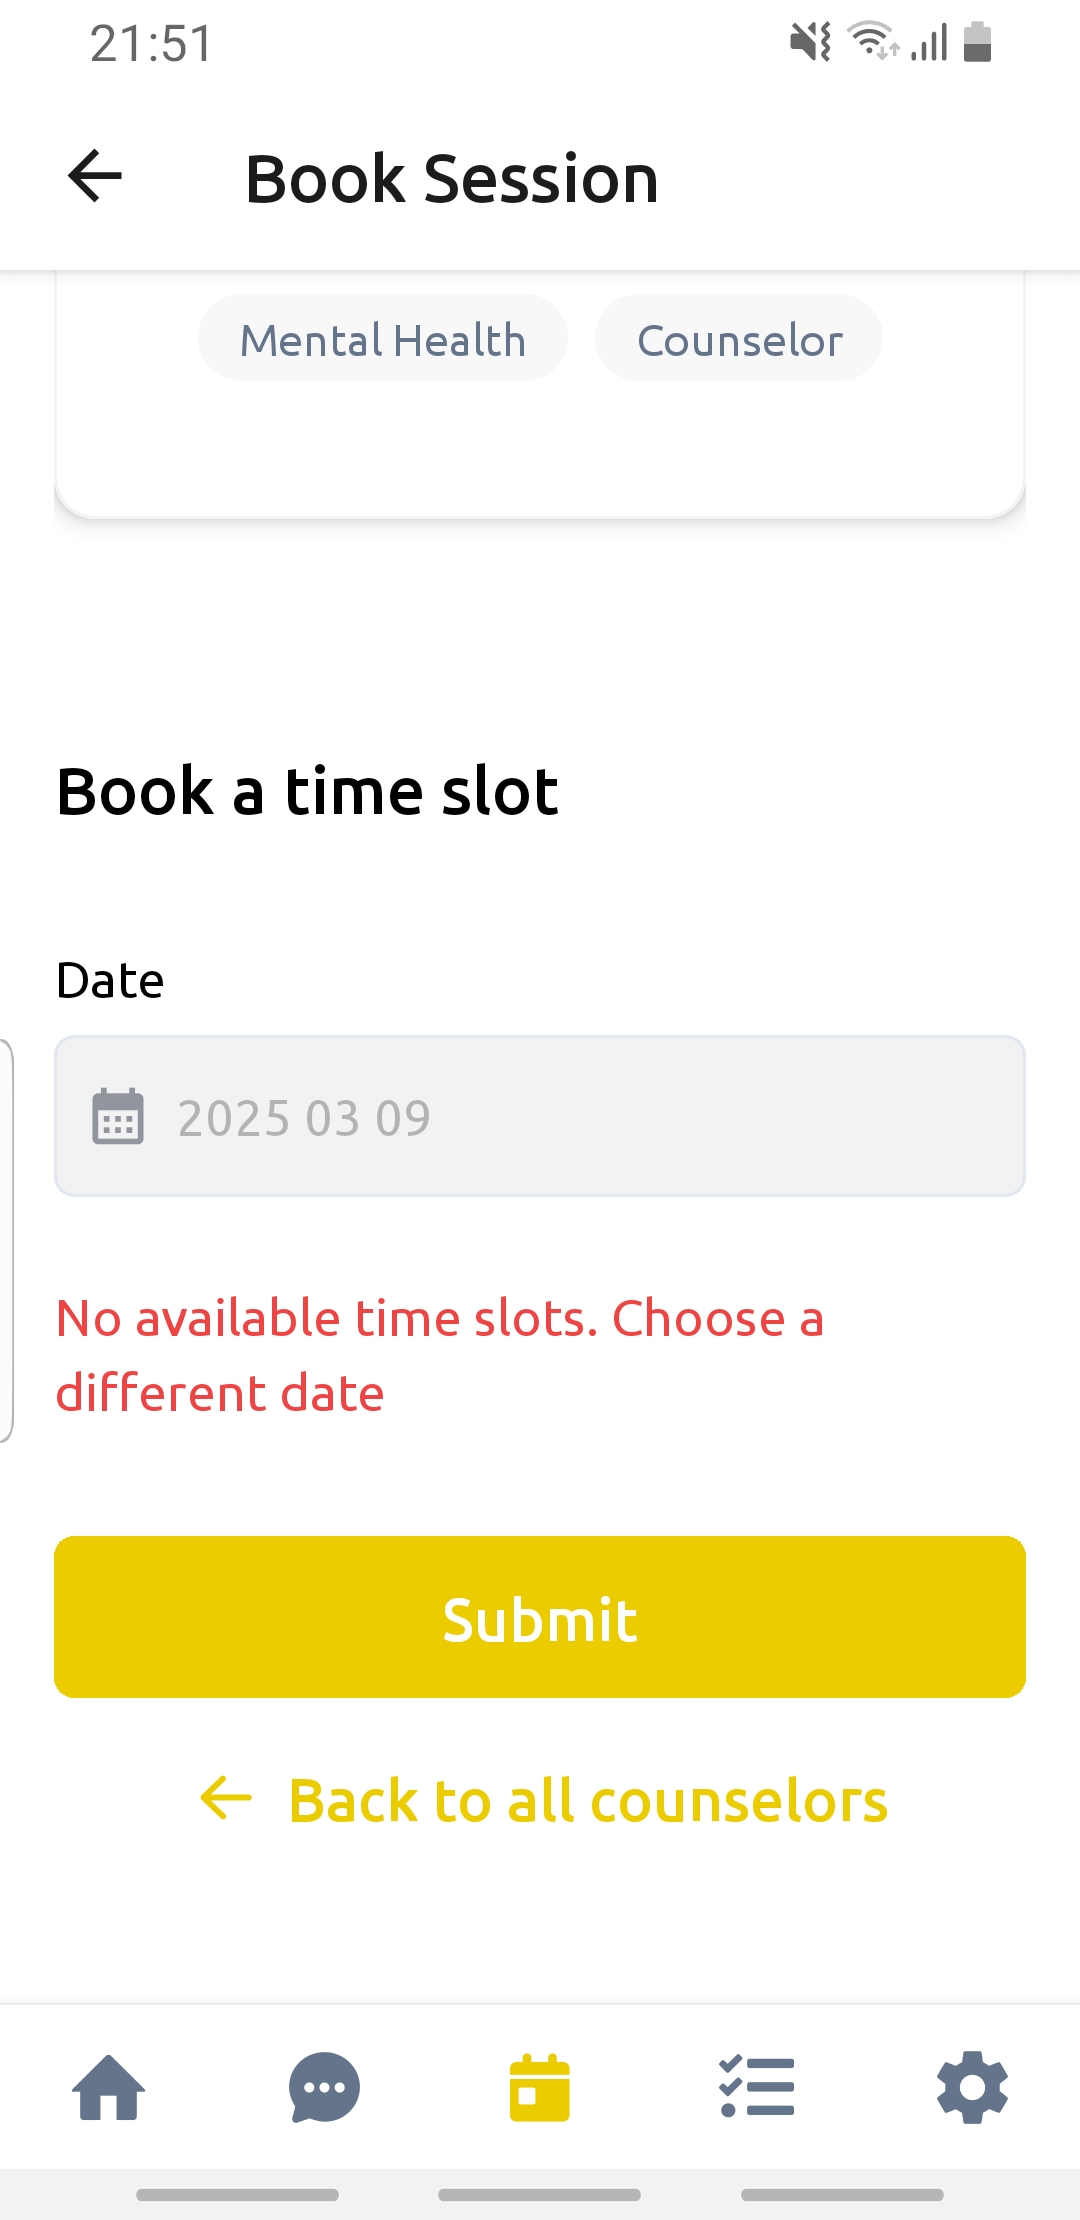 21:51
Book Session
Mental Health
Counselor
Book a time slot
Date
2025 03 09
No available time slots. Choose a
different date
Submit
Back to all counselors